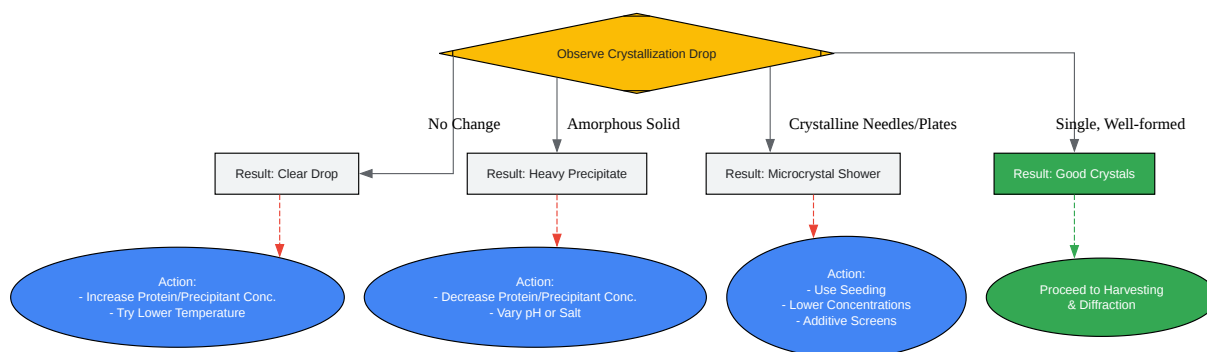 Observe Crystallization Drop
No Change
Amorphous Solid
Crystalline Needles/Plates
Single, Well-formed
Result: Clear Drop
Result: Heavy Precipitate
Result: Microcrystal Shower
Result: Good Crystals
Action:
- Increase Protein/Precipitant Conc.
- Try Lower Temperature
Action:
- Decrease Protein/Precipitant Conc.
- Vary pH or Salt
Action:
- Use Seeding
- Lower Concentrations
- Additive Screens
Proceed to Harvesting
& Diffraction